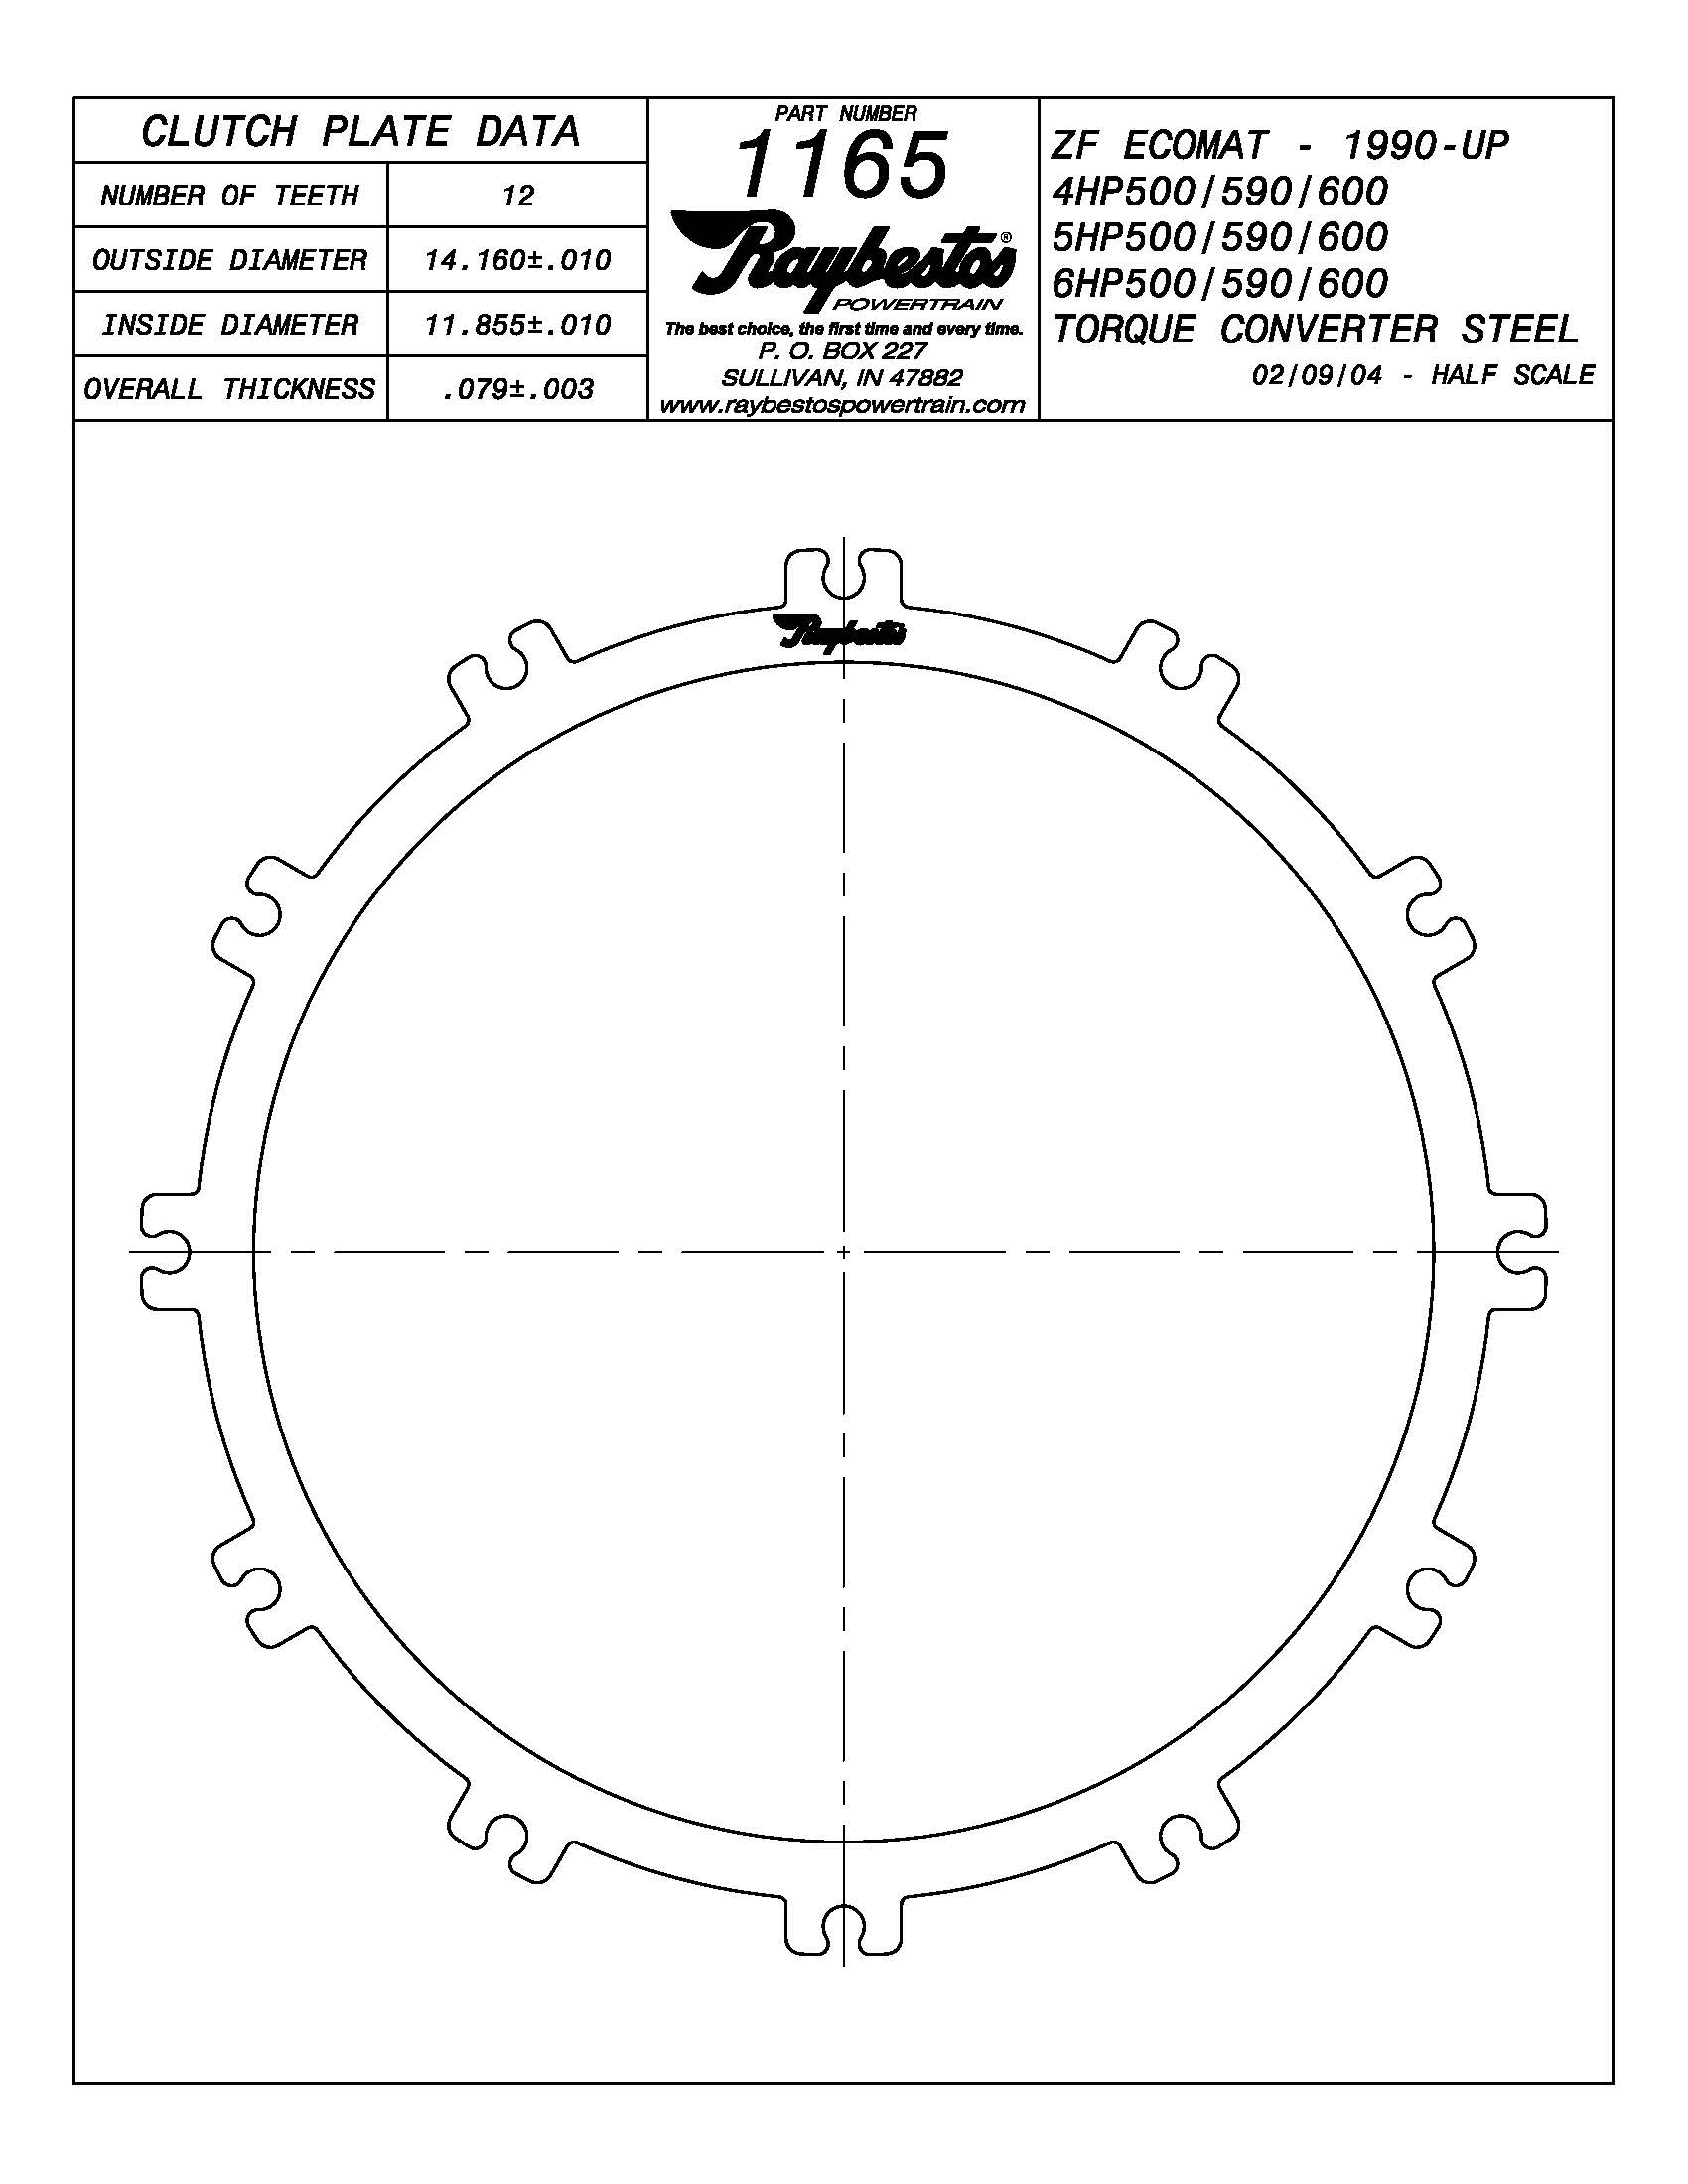 CLUTCH PLATE DATA
NUMBER OF TEETH 12
OUTSIDE DIAMETER 14.160±.010
INSIDE DIAMETER 11.855±.010
OVERALL THICKNESS .079±.003
PART NUMBER
1165
Raybestos®
POWERTRAIN
The best choice, the first time and every time.
P. O. BOX 227
SULLIVAN, IN 47882
www.raybestospowertrain.com
ZF ECOMAT - 1990-UP
4HP500/590/600
5HP500/590/600
6HP500/590/600
TORQUE CONVERTER STEEL
02/09/04 - HALF SCALE
Raybestos